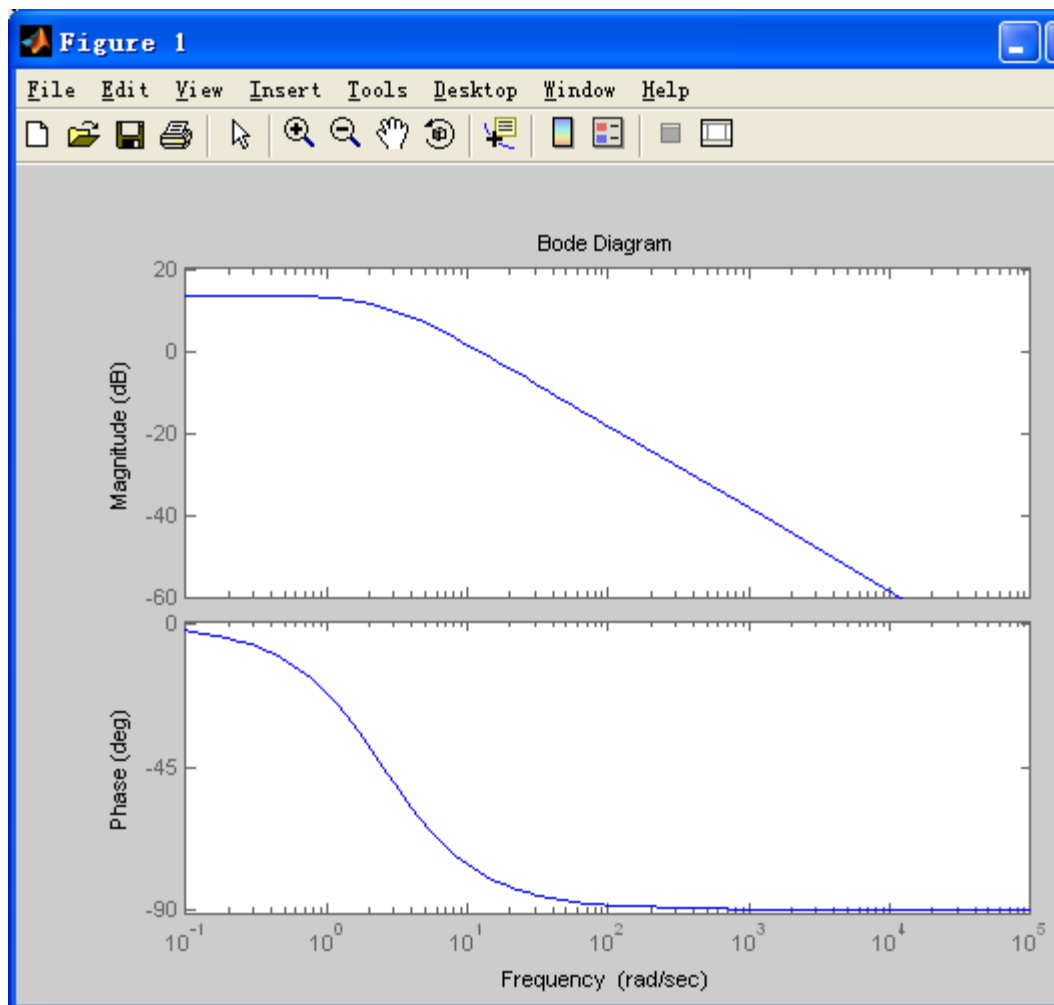 Figure 1
File Edit View Insert Tools Desktop Window Help
Bode Diagram
20
0
-20
-40
-60
Magnitude (dB)
0
-45
-90
Phase (deg)
10^-1 10^0 10^1 10^2 10^3 10^4 10^5
Frequency (rad/sec)